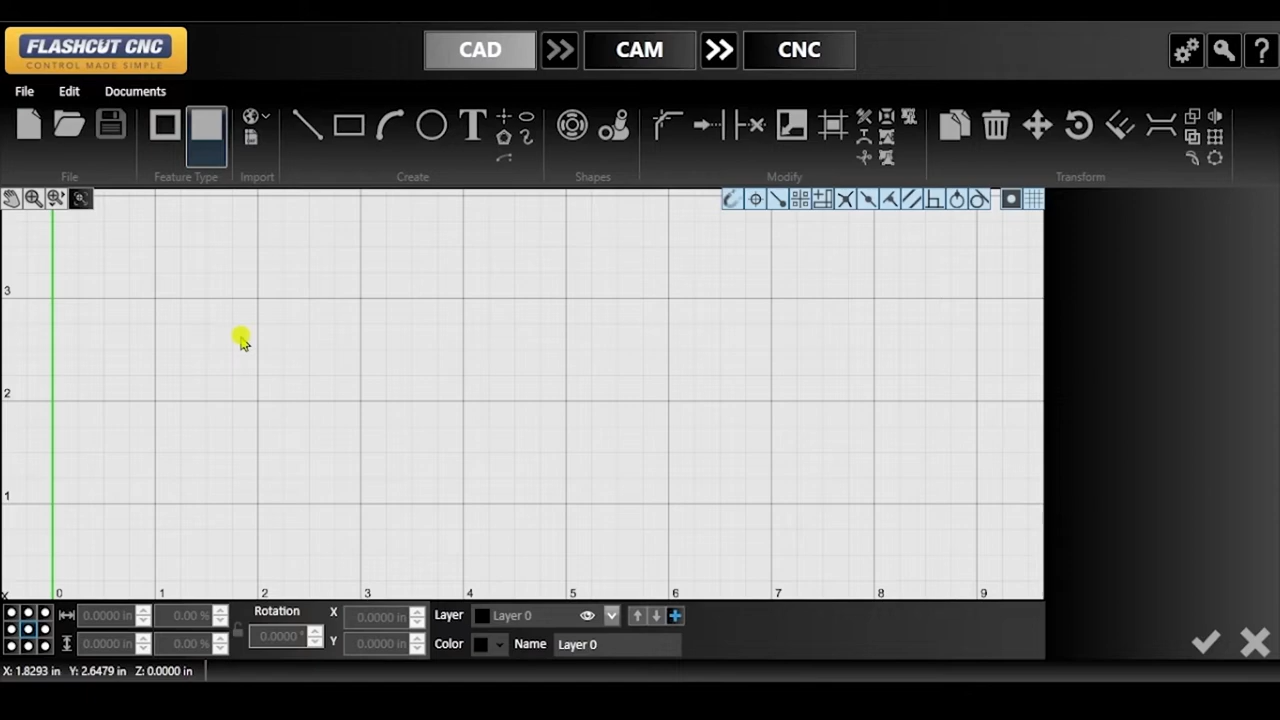 FLASHCUT CNC
CONTROL MADE SIMPLE
CAD
CAM
CNC
?
File Edit Documents
T
File Feature Type Import Create Shapes Modify Transform
3
2
1
X
0 1 2 3 4 5 6 7 8 9
0.0000 in 0.00 % Rotation X 0.0000 in Layer Layer 0
0.0000 in 0.00 % 0.0000 ° Y 0.0000 in Color Name Layer 0
X: 1.8293 in Y: 2.6479 in Z: 0.0000 in